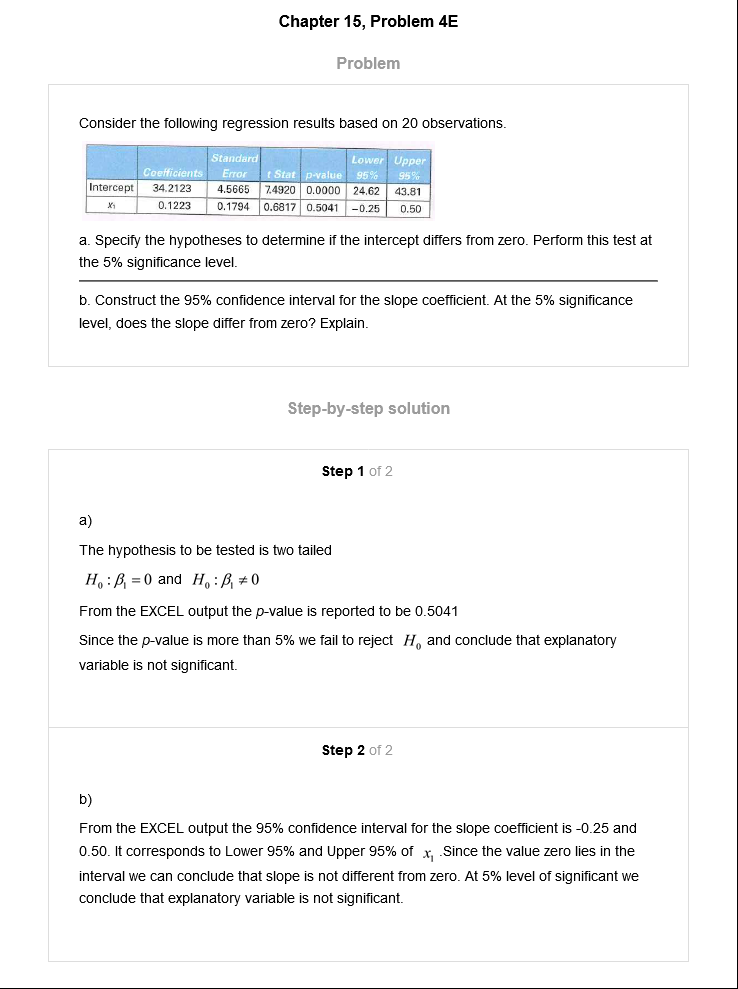 Chapter 15, Problem 4E
Problem
Consider the following regression results based on 20 observations.
Coefficients Standard Error t Stat p-value Lower 95% Upper 95%
Intercept 34.2123 4.5665 7.4920 0.0000 24.62 43.81
x₁ 0.1223 0.1794 0.6817 0.5041 −0.25 0.50
a. Specify the hypotheses to determine if the intercept differs from zero. Perform this test at
the 5% significance level.
b. Construct the 95% confidence interval for the slope coefficient. At the 5% significance
level, does the slope differ from zero? Explain.
Step-by-step solution
Step 1 of 2
a)
The hypothesis to be tested is two tailed
H₀ : β₁ = 0 and H₀ : β₁ ≠ 0
From the EXCEL output the p-value is reported to be 0.5041
Since the p-value is more than 5% we fail to reject H₀ and conclude that explanatory
variable is not significant.
Step 2 of 2
b)
From the EXCEL output the 95% confidence interval for the slope coefficient is -0.25 and
0.50. It corresponds to Lower 95% and Upper 95% of x₁ .Since the value zero lies in the
interval we can conclude that slope is not different from zero. At 5% level of significant we
conclude that explanatory variable is not significant.